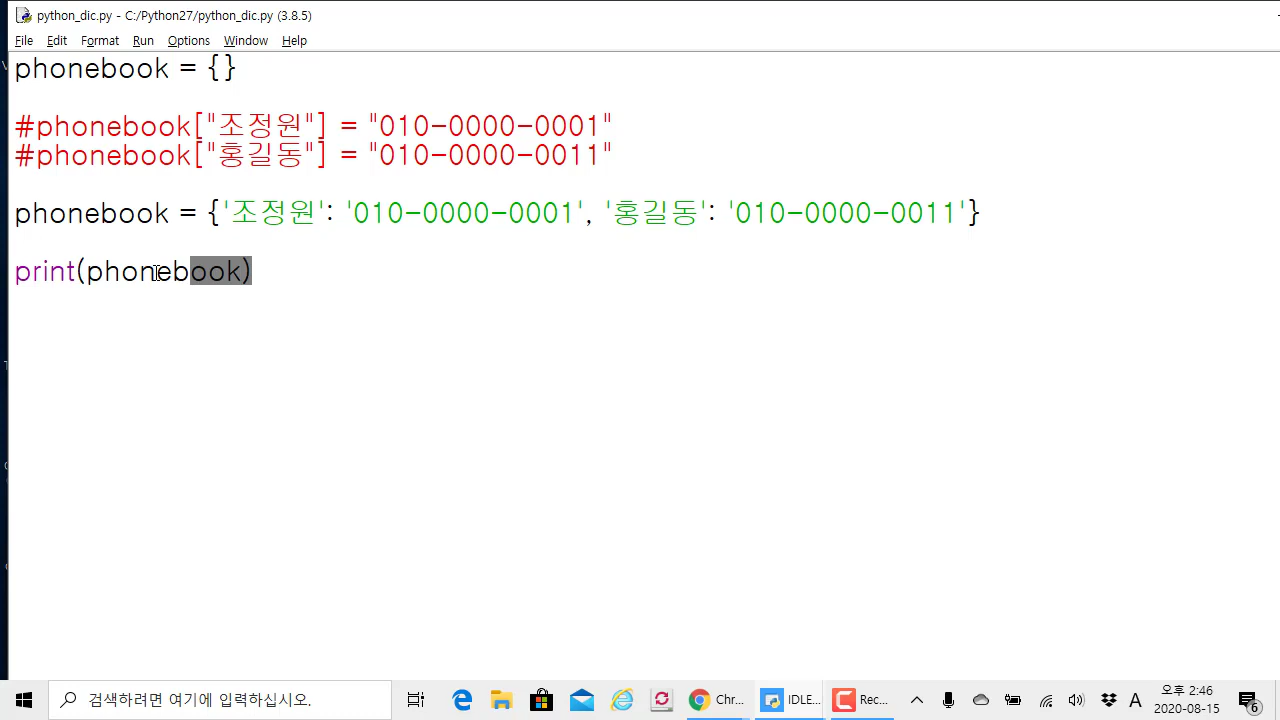 python_dic.py - C:/Python27/python_dic.py (3.8.5)
File Edit Format Run Options Window Help
phonebook = {}
#phonebook["조정원"] = "010-0000-0001"
#phonebook["홍길동"] = "010-0000-0011"
phonebook = {'조정원': '010-0000-0001', '홍길동': '010-0000-0011'}
print(phonebook)
검색하려면 여기에 입력하십시오.
Chr...
IDLE...
Rec...
A
오후 2:46
2020-08-15
6